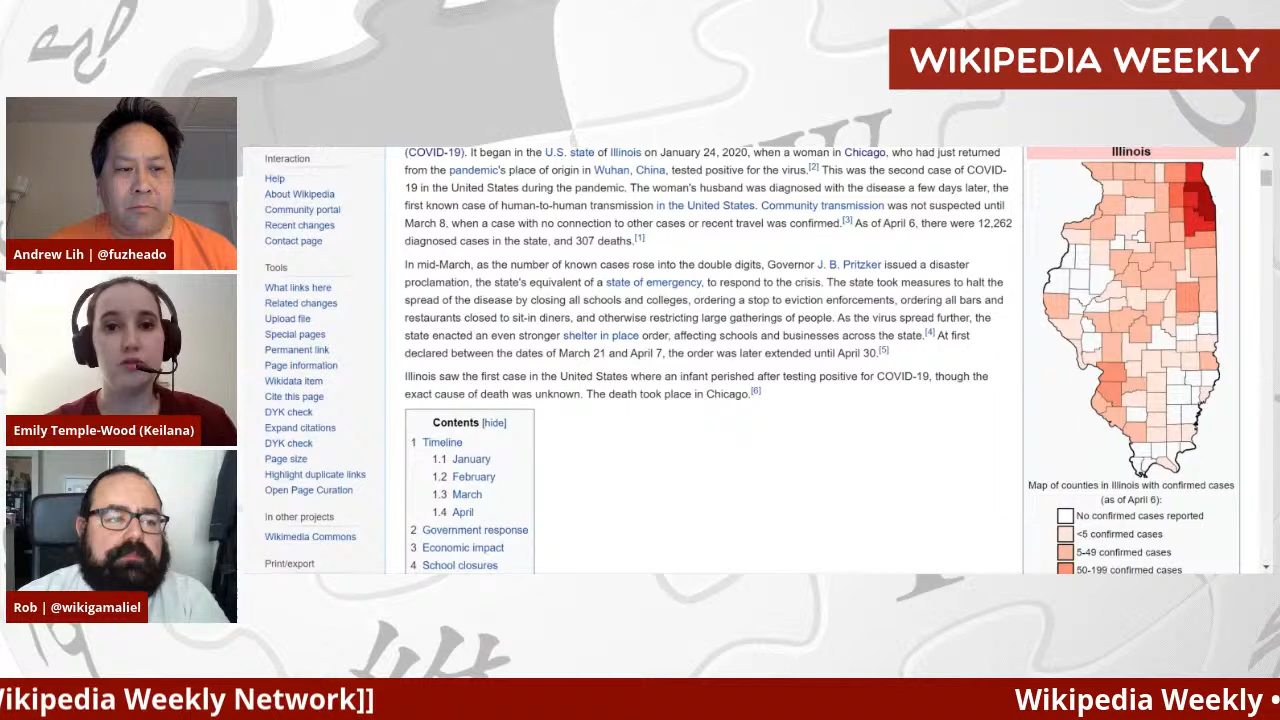 WIKIPEDIA WEEKLY
Andrew Lih | @fuzheado
Emily Temple-Wood (Keilana)
Rob | @wikigamaliel
Interaction
Help
About Wikipedia
Community portal
Recent changes
Contact page
Tools
What links here
Related changes
Upload file
Special pages
Permanent link
Page information
Wikidata item
Cite this page
DYK check
Expand citations
DYK check
Page size
Highlight duplicate links
Open Page Curation
In other projects
Wikimedia Commons
Print/export
(COVID-19). It began in the U.S. state of Illinois on January 24, 2020, when a woman in Chicago, who had just returned
from the pandemic's place of origin in Wuhan, China, tested positive for the virus.[2] This was the second case of COVID-
19 in the United States during the pandemic. The woman's husband was diagnosed with the disease a few days later, the
first known case of human-to-human transmission in the United States. Community transmission was not suspected until
March 8, when a case with no connection to other cases or recent travel was confirmed.[3] As of April 6, there were 12,262
diagnosed cases in the state, and 307 deaths.[1]
In mid-March, as the number of known cases rose into the double digits, Governor J. B. Pritzker issued a disaster
proclamation, the state's equivalent of a state of emergency, to respond to the crisis. The state took measures to halt the
spread of the disease by closing all schools and colleges, ordering a stop to eviction enforcements, ordering all bars and
restaurants closed to sit-in diners, and otherwise restricting large gatherings of people. As the virus spread further, the
state enacted an even stronger shelter in place order, affecting schools and businesses across the state.[4] At first
declared between the dates of March 21 and April 7, the order was later extended until April 30.[5]
Illinois saw the first case in the United States where an infant perished after testing positive for COVID-19, though the
exact cause of death was unknown. The death took place in Chicago.[6]
Contents [hide]
1 Timeline
1.1 January
1.2 February
1.3 March
1.4 April
2 Government response
3 Economic impact
4 School closures
Illinois
Map of counties in Illinois with confirmed cases
(as of April 6):
No confirmed cases reported
<5 confirmed cases
5-49 confirmed cases
50-199 confirmed cases
Wikipedia Weekly Network]]
Wikipedia Weekly •